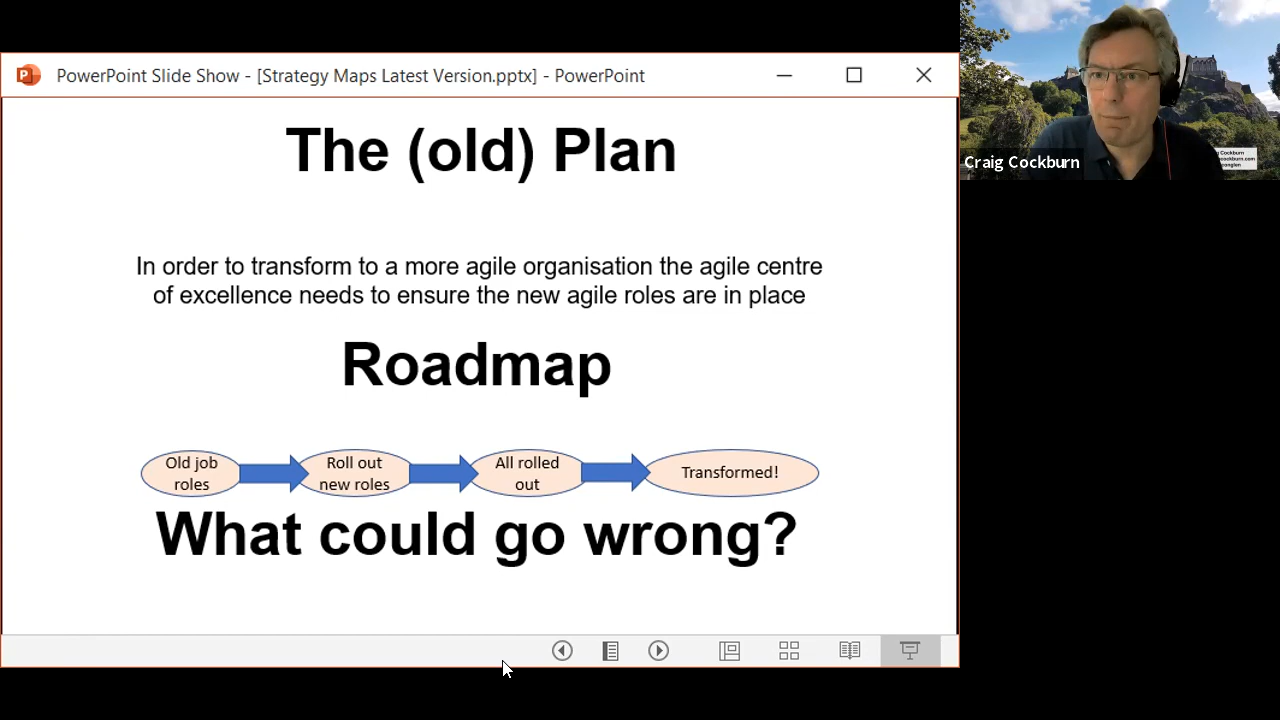 PowerPoint Slide Show - [Strategy Maps Latest Version.pptx] - PowerPoint
The (old) Plan
In order to transform to a more agile organisation the agile centre
of excellence needs to ensure the new agile roles are in place
Roadmap
Old job
roles
Roll out
new roles
All rolled
out
Transformed!
What could go wrong?
Craig Cockburn
Cockburn